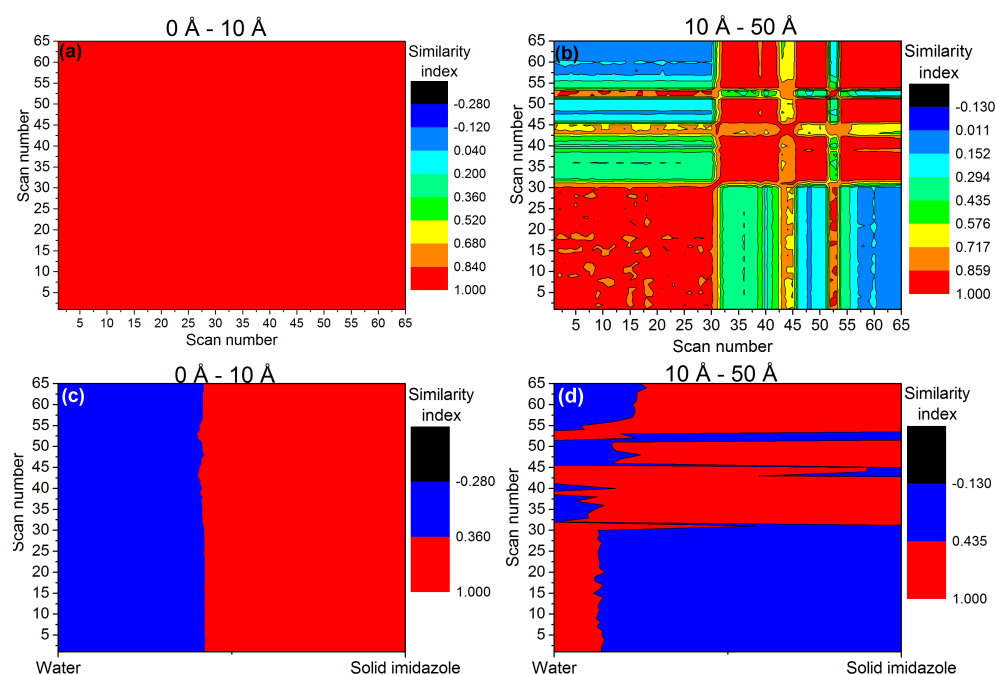 0 Å - 10 Å
(a)
Scan number
65
60
55
50
45
40
35
30
25
20
15
10
5
5 10 15 20 25 30 35 40 45 50 55 60 65
Scan number
Similarity
index
-0.280
-0.120
0.040
0.200
0.360
0.520
0.680
0.840
1.000
10 Å - 50 Å
(b)
Scan number
65
60
55
50
45
40
35
30
25
20
15
10
5
5 10 15 20 25 30 35 40 45 50 55 60 65
Scan number
Similarity
index
-0.130
0.011
0.152
0.294
0.435
0.576
0.717
0.859
1.000
0 Å - 10 Å
(c)
Scan number
65
60
55
50
45
40
35
30
25
20
15
10
5
Water Solid imidazole
Similarity
index
-0.280
0.360
1.000
10 Å - 50 Å
(d)
Scan number
65
60
55
50
45
40
35
30
25
20
15
10
5
Water Solid imidazole
Similarity
index
-0.130
0.435
1.000